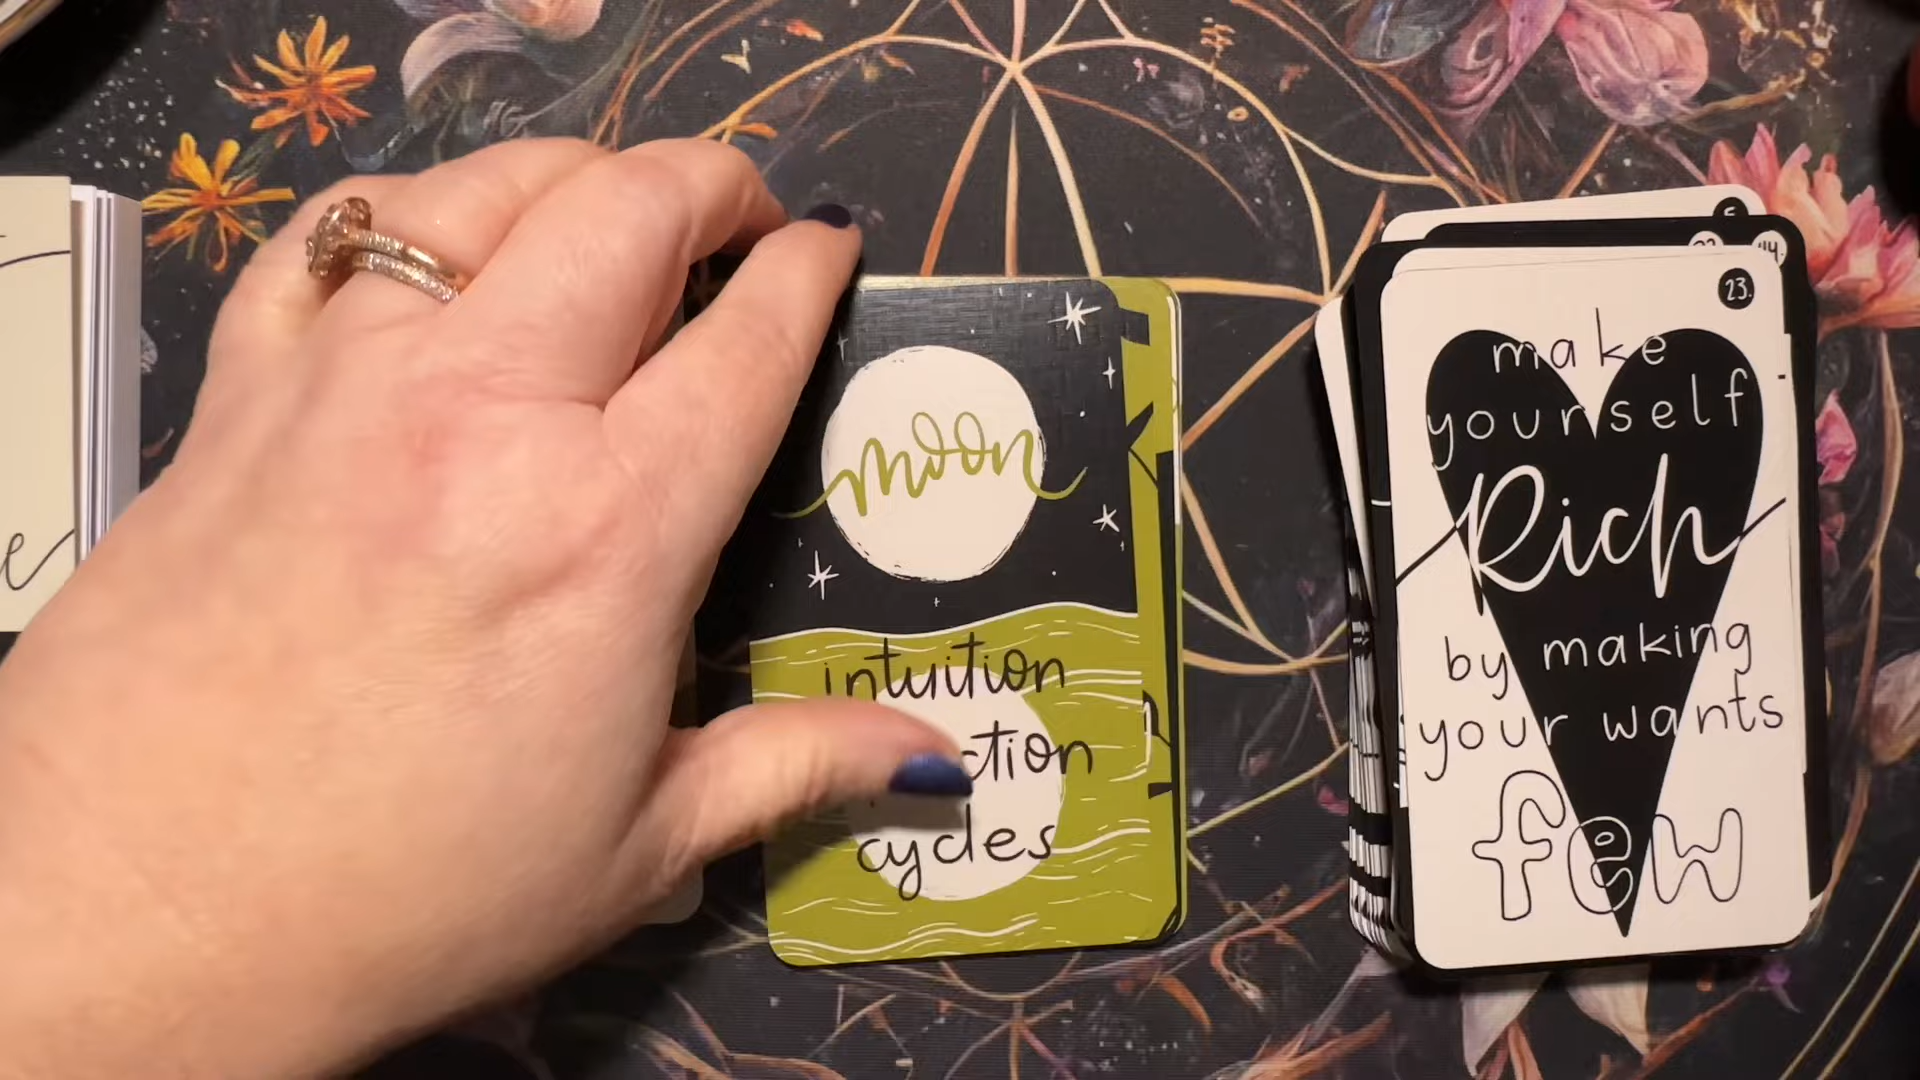 moon
intuition
cycles
23.
make
yourself
Rich
by making
your wants
few